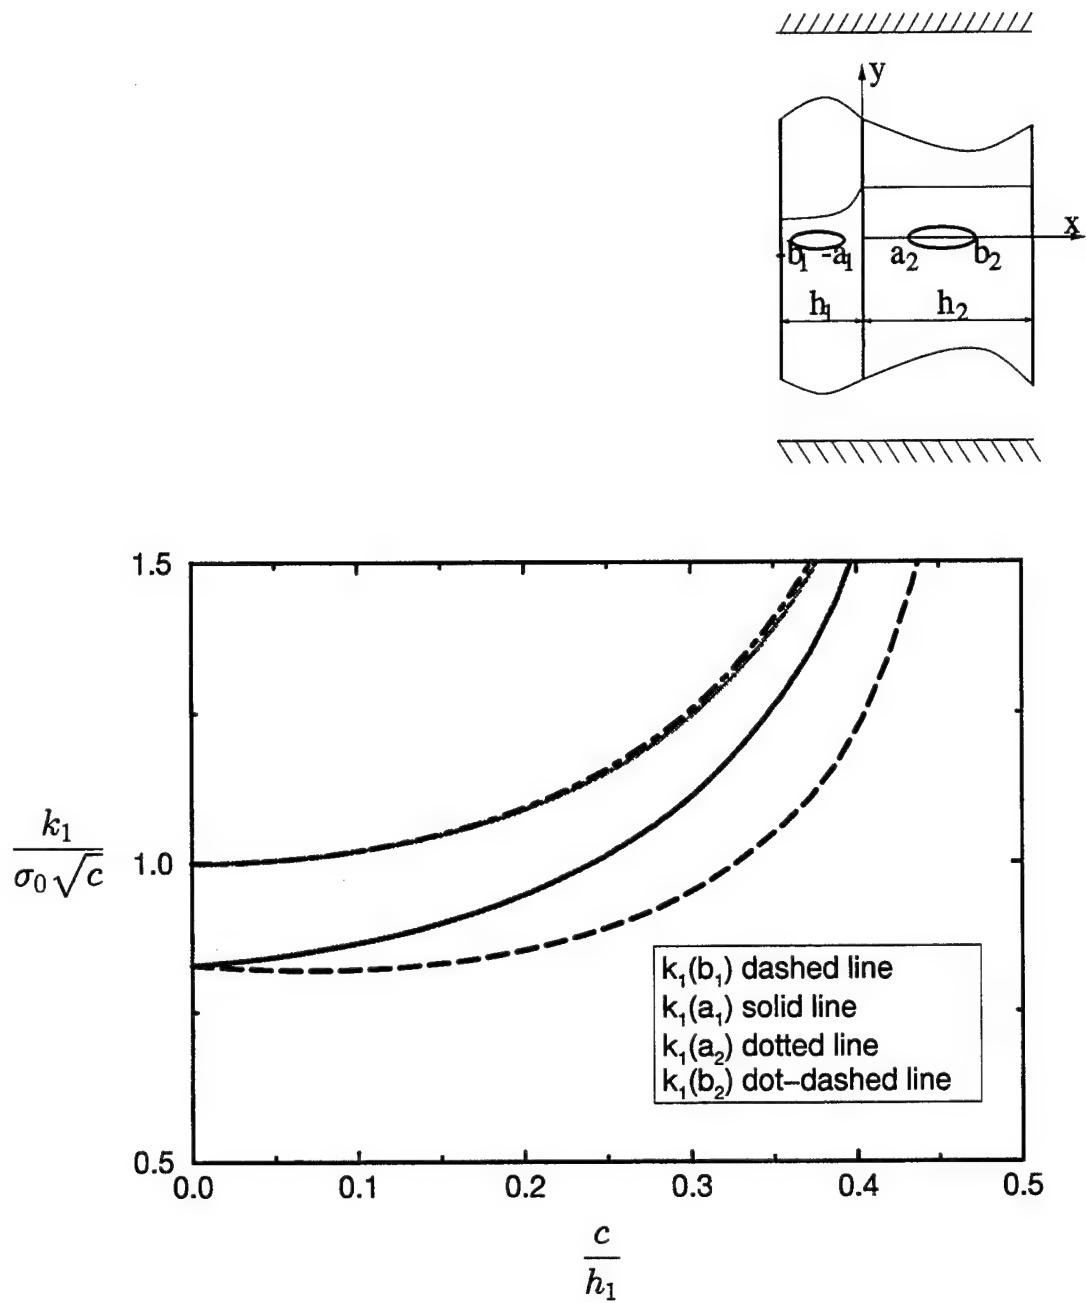 y
x
-b₁ -a₁ a₂ b₂
h₁ h₂
1.5
k₁
σ₀√c
1.0
k₁(b₁) dashed line
k₁(a₁) solid line
k₁(a₂) dotted line
k₁(b₂) dot–dashed line
0.5
0.0 0.1 0.2 0.3 0.4 0.5
c
h₁